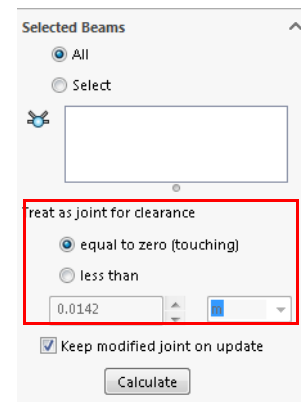 Selected Beams
All
Select
Treat as joint for clearance
equal to zero (touching)
less than
0.0142 m
Keep modified joint on update
Calculate